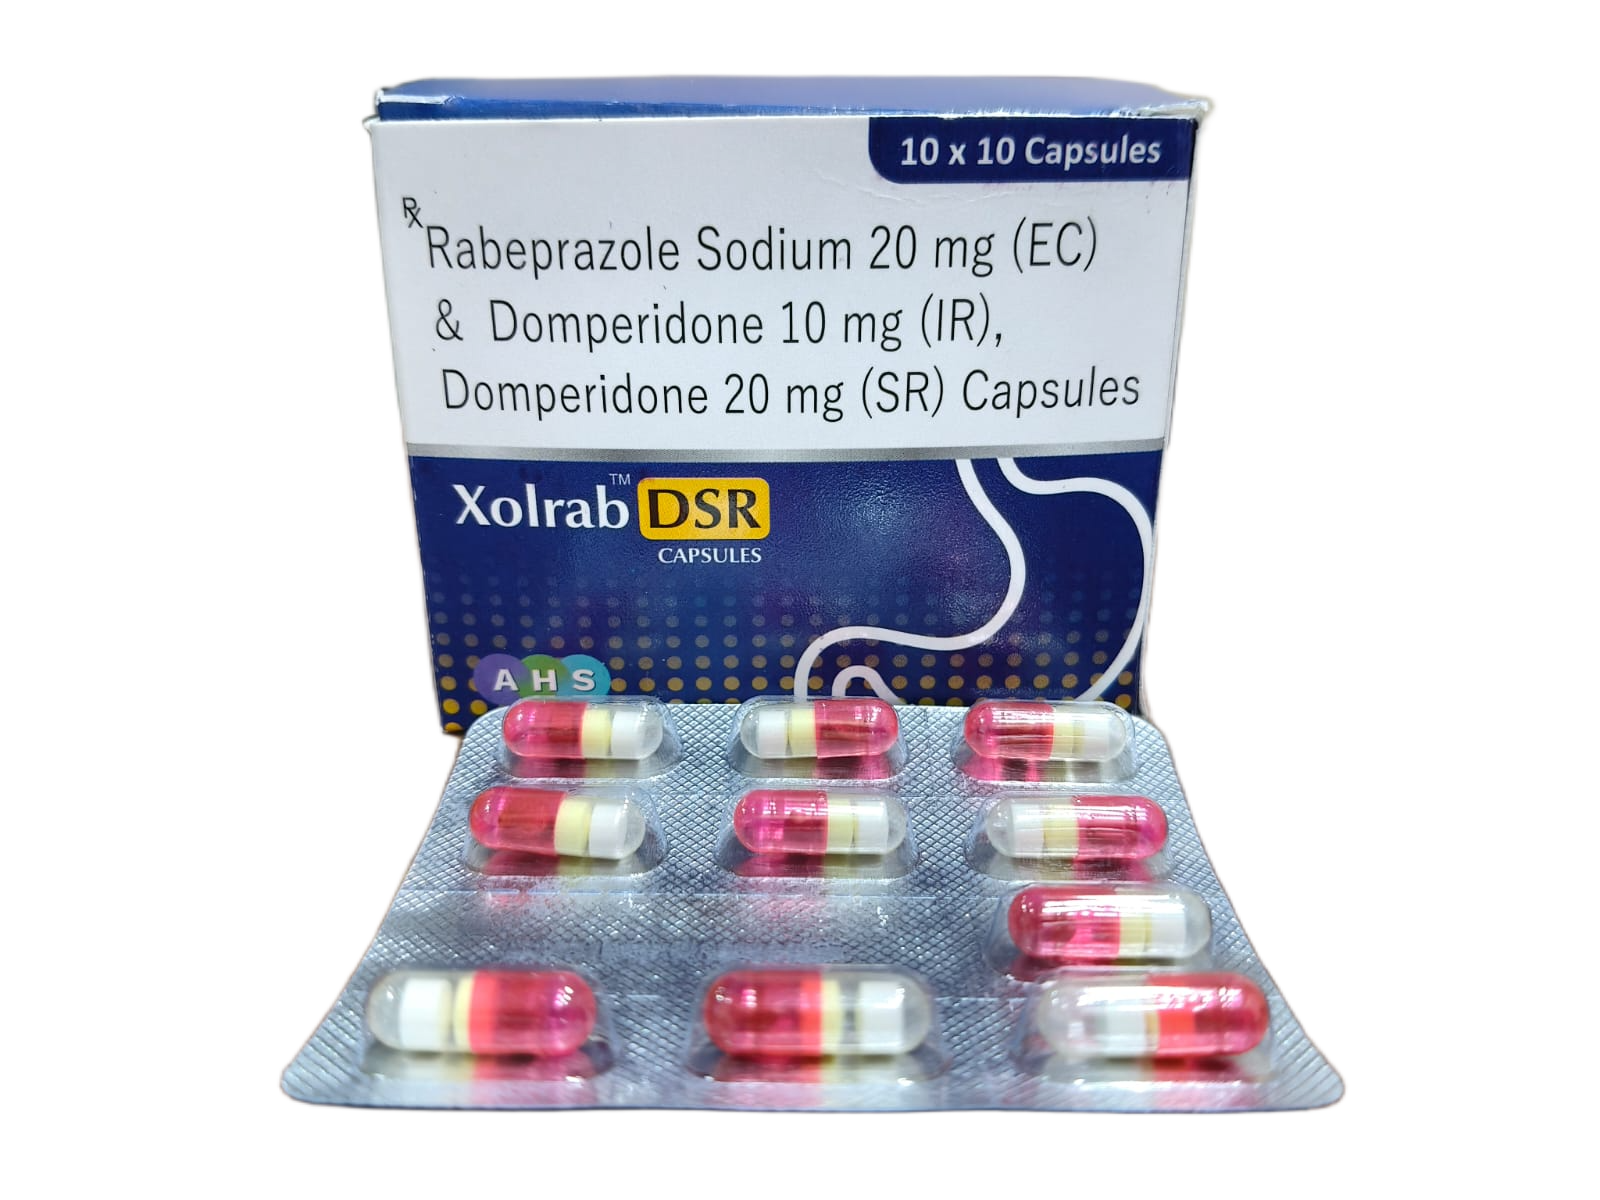 10 x 10 Capsules
Rx
Rabeprazole Sodium 20 mg (EC)
& Domperidone 10 mg (IR),
Domperidone 20 mg (SR) Capsules
Xolrab™ DSR
CAPSULES
AHS